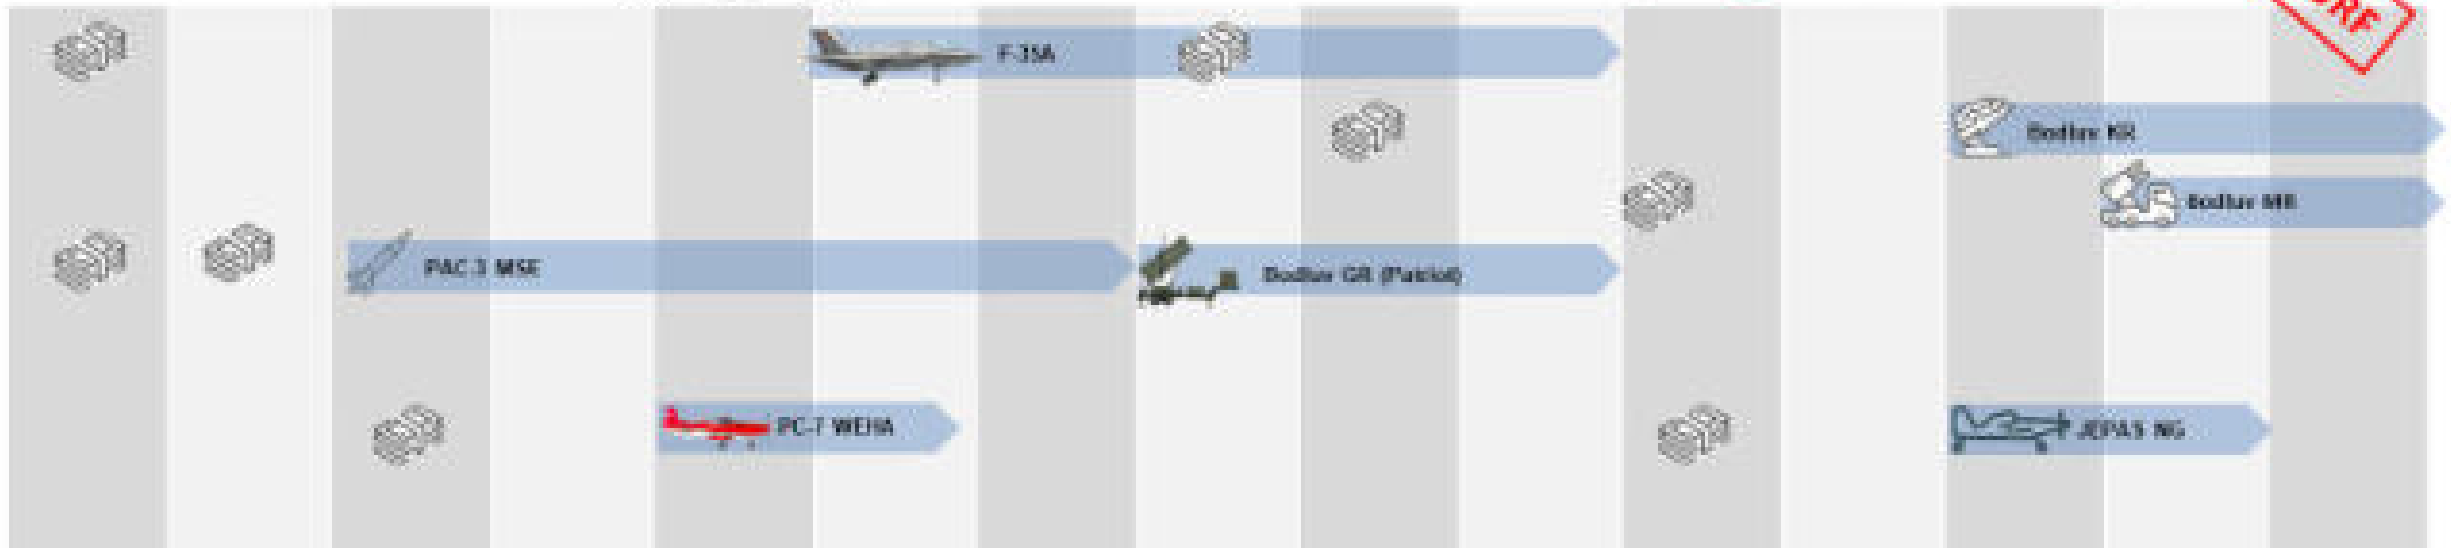 F-35A
Bodluv KR
Bodluv MR
PAC-3 MSE
Bodluv GR (Patriot)
PC-7 WEHA
JEPAS NG